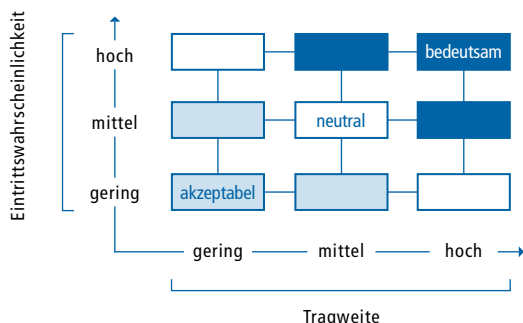 Eintrittswahrscheinlichkeit
hoch
bedeutsam
mittel
neutral
gering
akzeptabel
gering
mittel
hoch
Tragweite